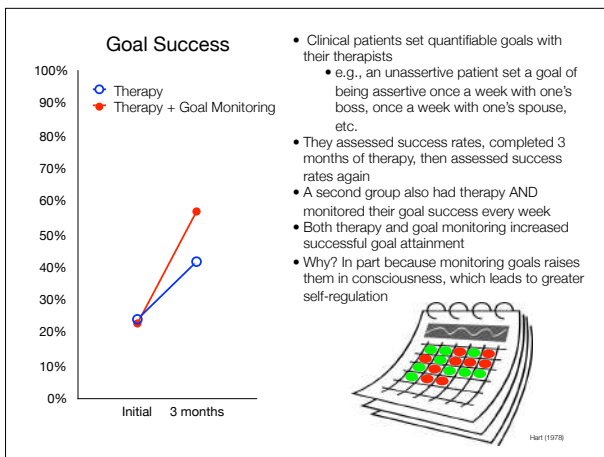 Goal Success
100%
90%
80%
70%
60%
50%
40%
30%
20%
10%
0%
Therapy
Therapy + Goal Monitoring
Initial
3 months
• Clinical patients set quantifiable goals with
their therapists
• e.g., an unassertive patient set a goal of
being assertive once a week with one's
boss, once a week with one's spouse,
etc.
• They assessed success rates, completed 3
months of therapy, then assessed success
rates again
• A second group also had therapy AND
monitored their goal success every week
• Both therapy and goal monitoring increased
successful goal attainment
• Why? In part because monitoring goals raises
them in consciousness, which leads to greater
self-regulation
Hart (1978)